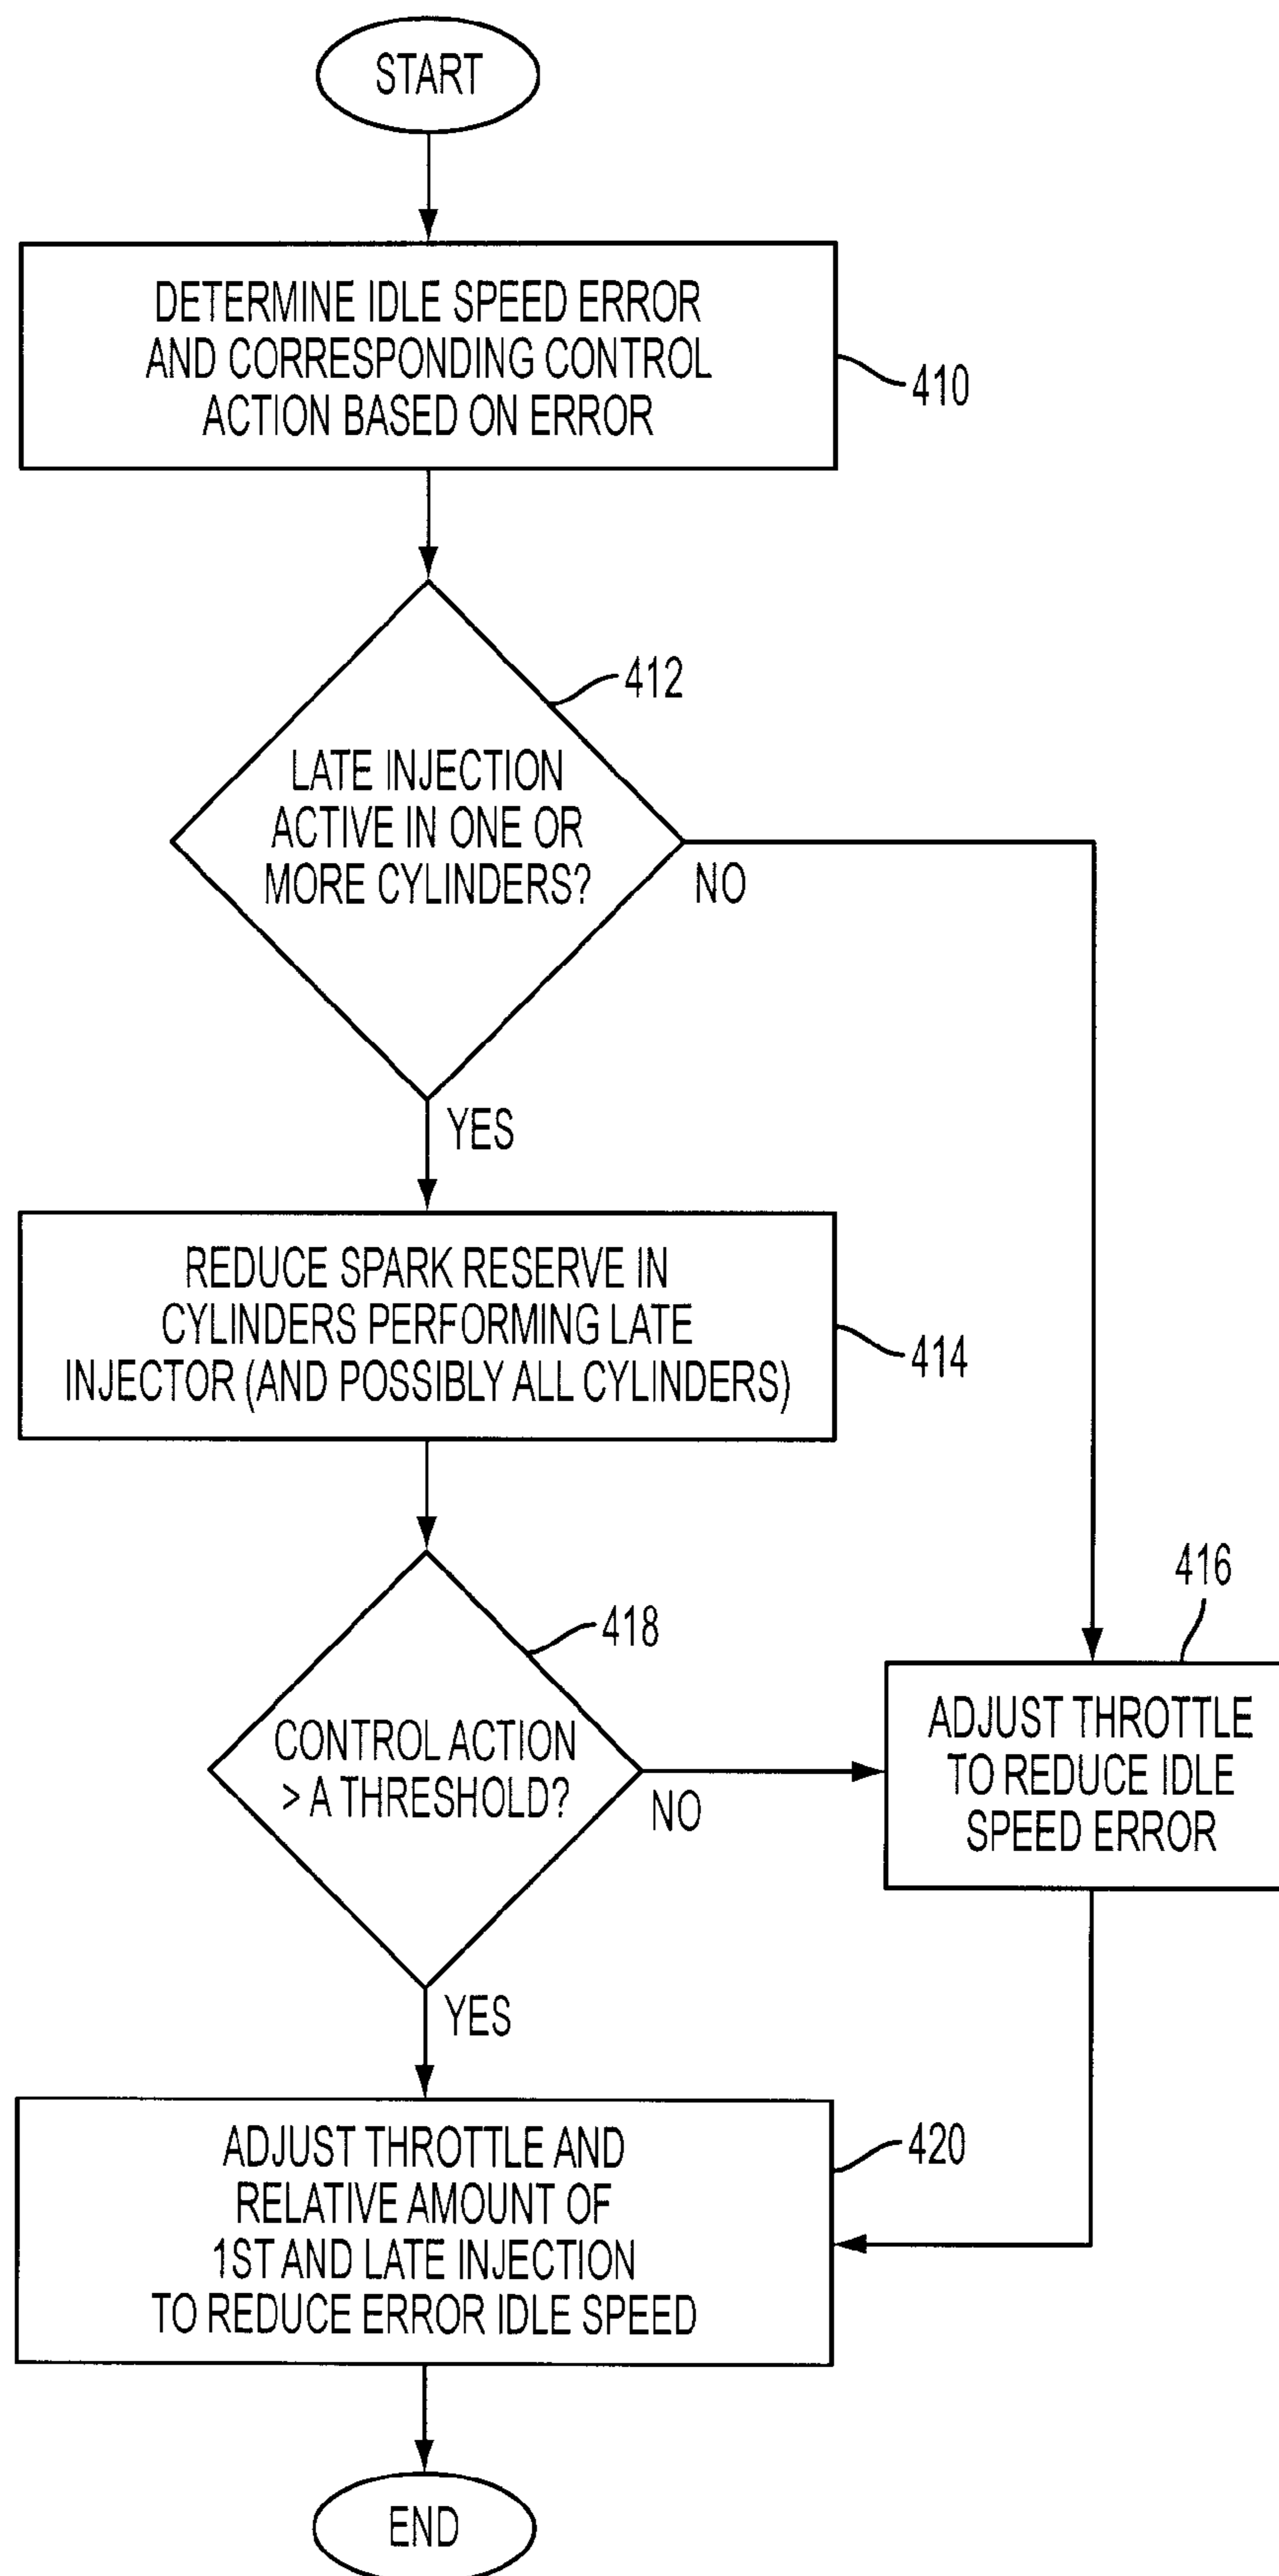 START
DETERMINE IDLE SPEED ERROR
AND CORRESPONDING CONTROL
ACTION BASED ON ERROR
410
412
LATE INJECTION
ACTIVE IN ONE OR
MORE CYLINDERS?
NO
YES
REDUCE SPARK RESERVE IN
CYLINDERS PERFORMING LATE
INJECTOR (AND POSSIBLY ALL CYLINDERS)
414
416
418
CONTROL ACTION
> A THRESHOLD?
NO
ADJUST THROTTLE
TO REDUCE IDLE
SPEED ERROR
YES
ADJUST THROTTLE AND
RELATIVE AMOUNT OF
1ST AND LATE INJECTION
TO REDUCE ERROR IDLE SPEED
420
END